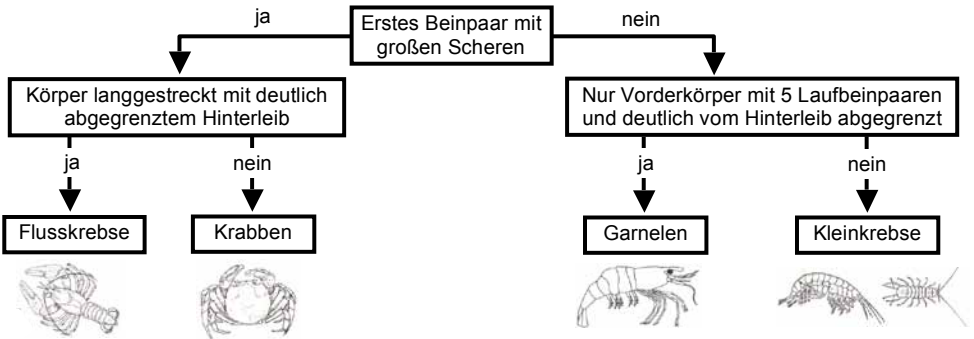 Erstes Beinpaar mit
großen Scheren
ja
nein
Körper langgestreckt mit deutlich
abgegrenztem Hinterleib
Nur Vorderkörper mit 5 Laufbeinpaaren
und deutlich vom Hinterleib abgegrenzt
ja
nein
ja
nein
Flusskrebse
Krabben
Garnelen
Kleinkrebse